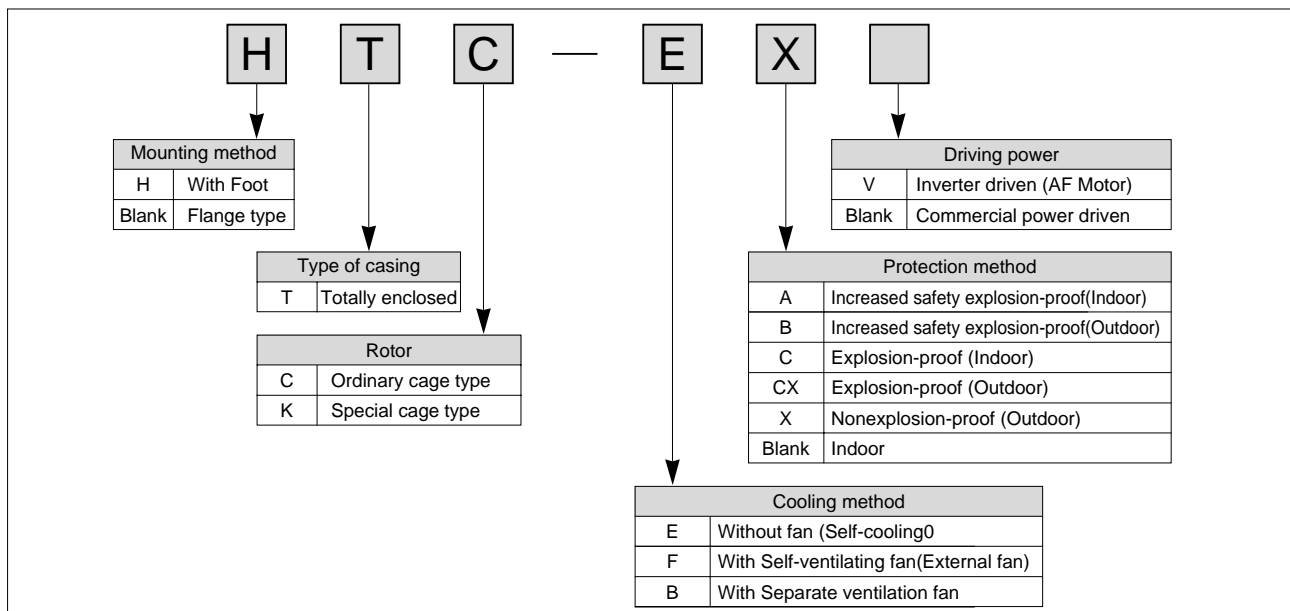 H T C — E X
Mounting method
H With Foot
Blank Flange type
Driving power
V Inverter driven (AF Motor)
Blank Commercial power driven
Type of casing
T Totally enclosed
Protection method
A Increased safety explosion-proof(Indoor)
B Increased safety explosion-proof(Outdoor)
C Explosion-proof (Indoor)
CX Explosion-proof (Outdoor)
X Nonexplosion-proof (Outdoor)
Blank Indoor
Rotor
C Ordinary cage type
K Special cage type
Cooling method
E Without fan (Self-cooling0
F With Self-ventilating fan(External fan)
B With Separate ventilation fan